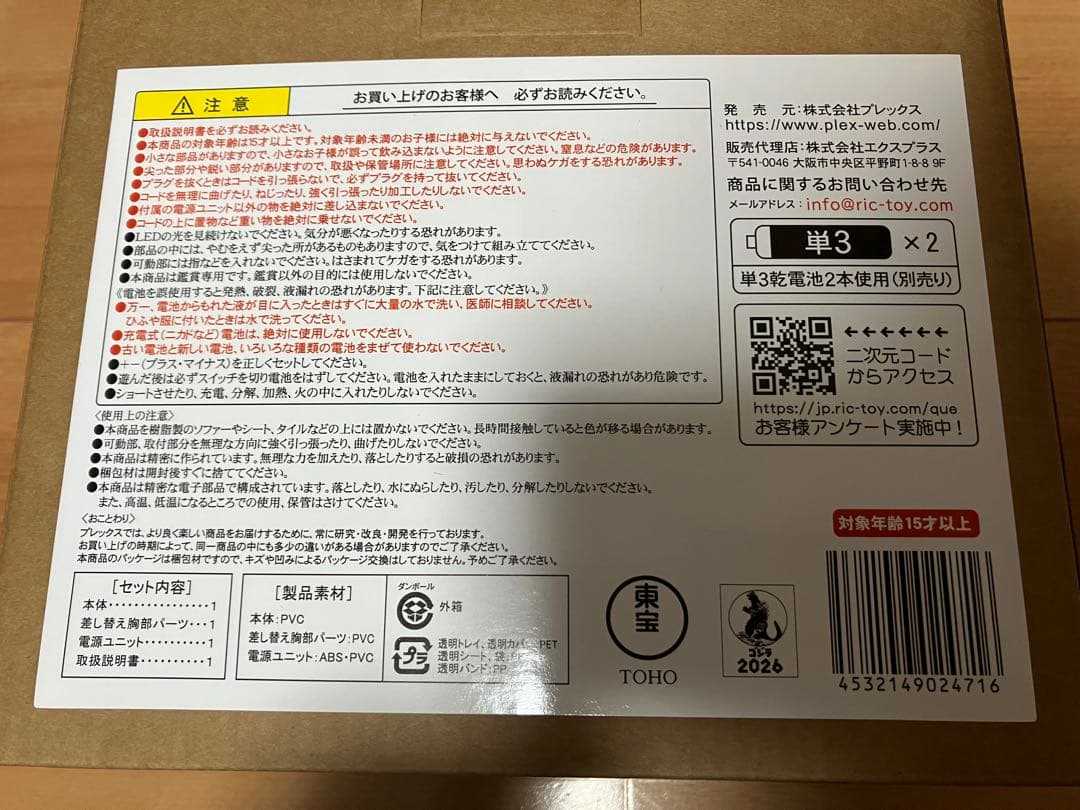 注意
お買い上げのお客様へ 必ずお読みください。
●取扱説明書を必ずお読みください。
●本商品の対象年齢は15才以上です。対象年齢未満のお子様には絶対に与えないでください。
●小さな部品がありますので、小さなお子様が誤って飲み込まないように注意してください。窒息などの危険があります。
●尖った部分や鋭い部分がありますので、取扱や保管場所に注意してください。思わぬケガをする恐れがあります。
●プラグを抜くときはコードを引っ張らないで、必ずプラグを持って抜いてください。
●コードを無理に曲げたり、ねじったり、強く引っ張ったり加工したりしないでください。
●付属の電源ユニット以外の物を絶対に差し込まないでください。
●コードの上に置物など重い物を絶対に乗せないでください。
●LEDの光を見続けないでください。気分が悪くなったりする恐れがあります。
●部品の中には、やむをえず尖った所があるものもありますので、気をつけて組み立ててください。
●可動部には指などを入れないでください。はさまれてケガをする恐れがあります。
●本商品は鑑賞専用です。鑑賞以外の目的には使用しないでください。
《電池を誤使用すると発熱、破裂、液漏れの恐れがあります。下記に注意してください。》
●万一、電池からもれた液が目に入ったときはすぐに大量の水で洗い、医師に相談してください。
ひふや服に付いたときは水で洗ってください。
●充電式(ニカドなど)電池は、絶対に使用しないでください。
●古い電池と新しい電池、いろいろな種類の電池をまぜて使わないでください。
●+-(プラス・マイナス)を正しくセットしてください。
●遊んだ後は必ずスイッチを切り電池をはずしてください。電池を入れたままにしておくと、液漏れの恐れがあり危険です。
●ショートさせたり、充電、分解、加熱、火の中に入れたりしないでください。
〈使用上の注意〉
●本商品を樹脂製のソファーやシート、タイルなどの上には置かないでください。長時間接触していると色が移る場合があります。
●可動部、取付部分を無理な方向に強く引っ張ったり、曲げたりしないでください。
●本商品は精密に作られています。無理な力を加えたり、落としたりすると破損の恐れがあります。
●梱包材は開封後すぐに捨ててください。
●本商品は精密な電子部品で構成されています。落としたり、水にぬらしたり、汚したり、分解したりしないでください。
また、高温、低温になるところでの使用、保管はさけてください。
〈おことわり〉
プレックスでは、より良く楽しい商品をお届けするために、常に研究・改良・開発を行っております。
お買い上げの時期によって、同一商品の中にも多少の違いがある場合がありますのでご了承ください。
本商品のパッケージは梱包材ですので、キズや凹みによるパッケージ交換はしておりません。予めご了承ください。
[セット内容]
本体・・・・・・・・・・・・・・・1
差し替え胸部パーツ・・・1
電源ユニット・・・・・・・・・・1
取扱説明書・・・・・・・・・・1
[製品素材]
本体:PVC
差し替え胸部パーツ:PVC
電源ユニット:ABS・PVC
ダンボール
外箱
プラ
透明トレイ、透明カバー:PET
透明シート、袋:
透明バンド:PP
東宝
TOHO
ゴジラ
2026
発売元:株式会社プレックス
https://www.plex-web.com/
販売代理店:株式会社エクスプラス
〒541-0046 大阪市中央区平野町1-8-8 9F
商品に関するお問い合わせ先
メールアドレス:info@ric-toy.com
単3 ×2
単3乾電池2本使用(別売り)
二次元コード
からアクセス
https://jp.ric-toy.com/que
お客様アンケート実施中!
対象年齢15才以上
4532149024716